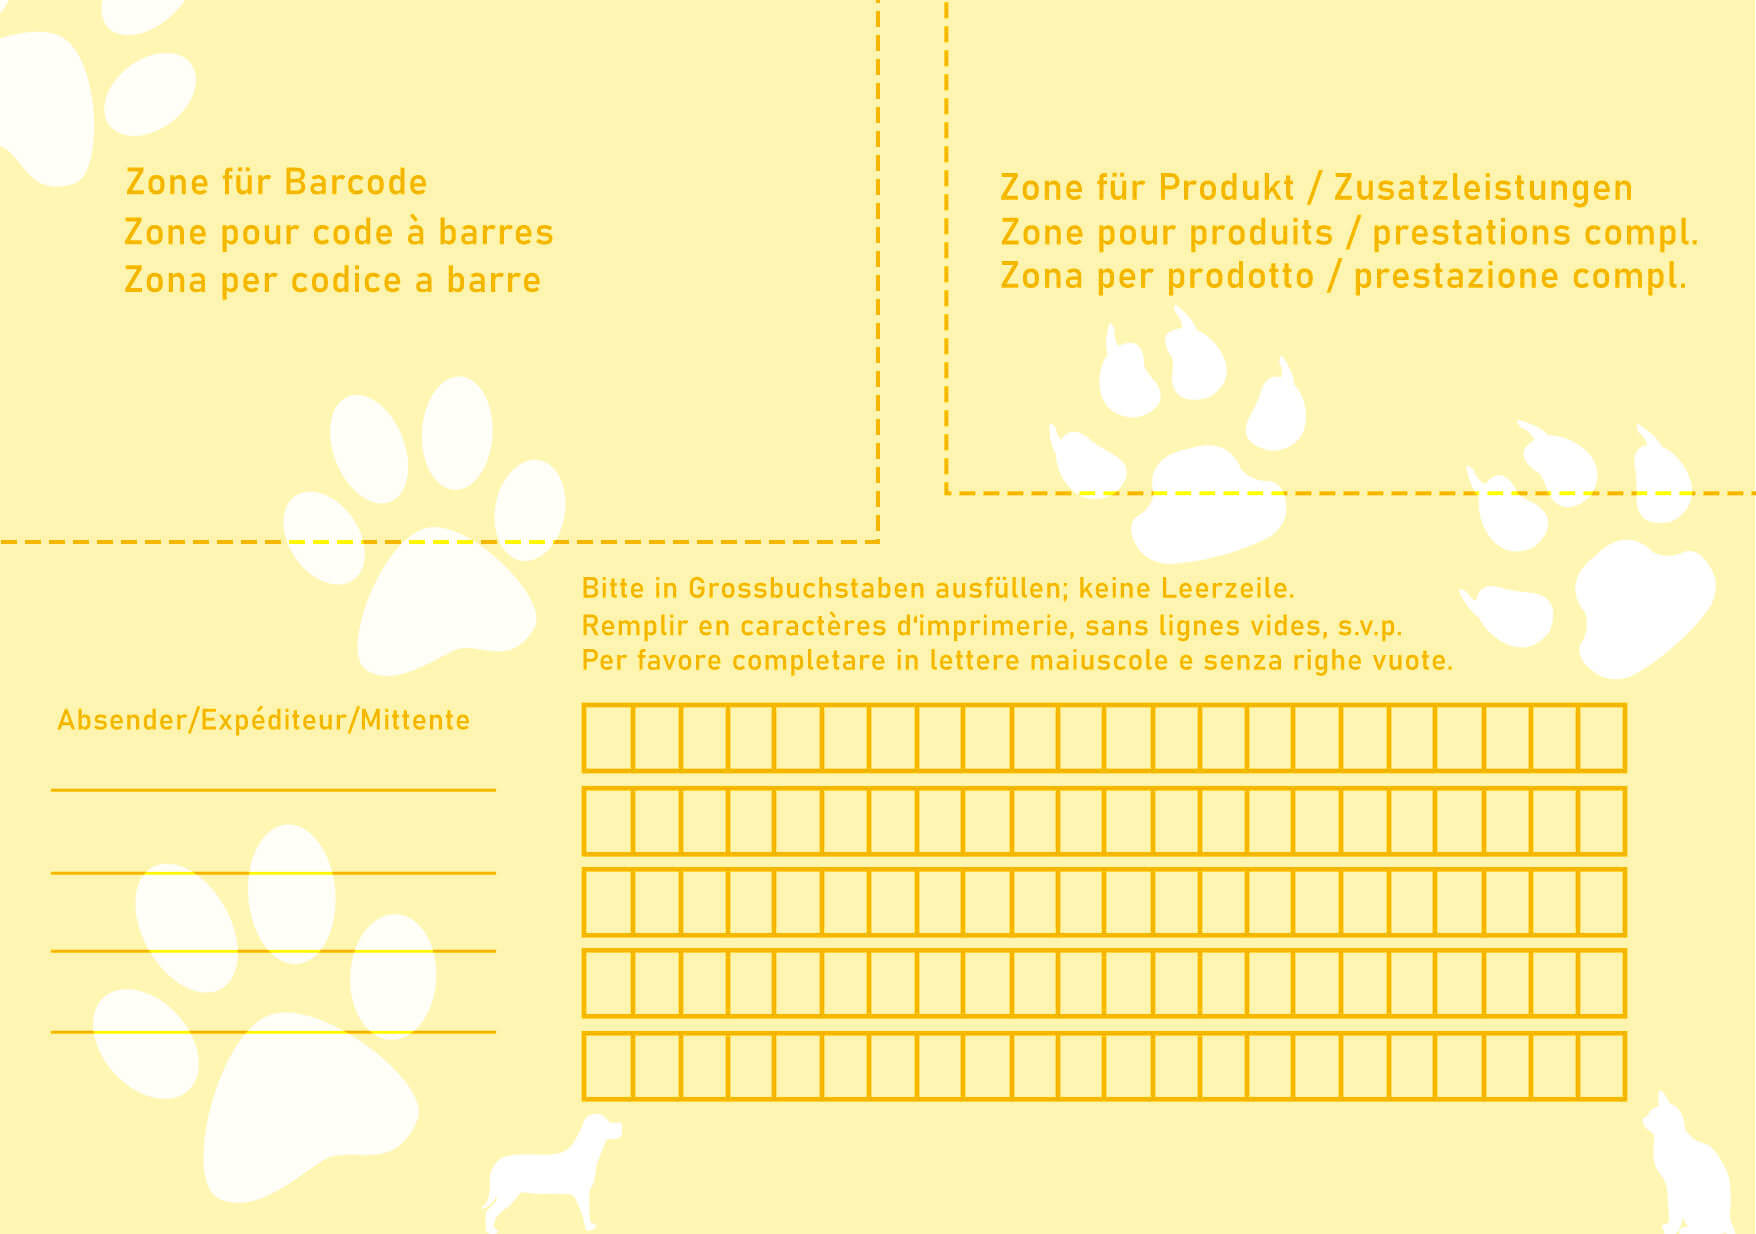 Zone für Barcode
Zone pour code à barres
Zona per codice a barre
Zone für Produkt / Zusatzleistungen
Zone pour produits / prestations compl.
Zona per prodotto / prestazione compl.
Bitte in Grossbuchstaben ausfüllen; keine Leerzeile.
Remplir en caractères d‘imprimerie, sans lignes vides, s.v.p.
Per favore completare in lettere maiuscole e senza righe vuote.
Absender/Expéditeur/Mittente